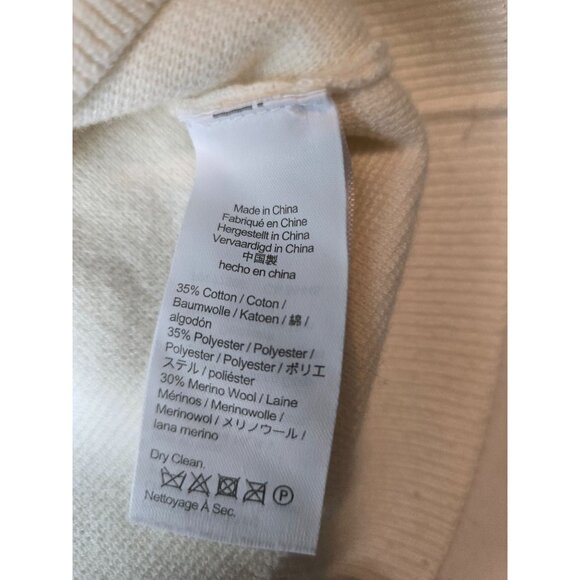 Made in China
Fabriqué en Chine
Hergestellt in China
Vervaardigd in China
中国製
hecho en china
35% Cotton / Coton /
Baumwolle / Katoen / 綿 /
algodón
35% Polyester / Polyester /
Polyester / Polyester / ポリエ
ステル / poliéster
30% Merino Wool / Laine
Mérinos / Merinowolle /
Merinowol / メリノウール /
lana merino
Dry Clean.
P
Nettoyage À Sec.